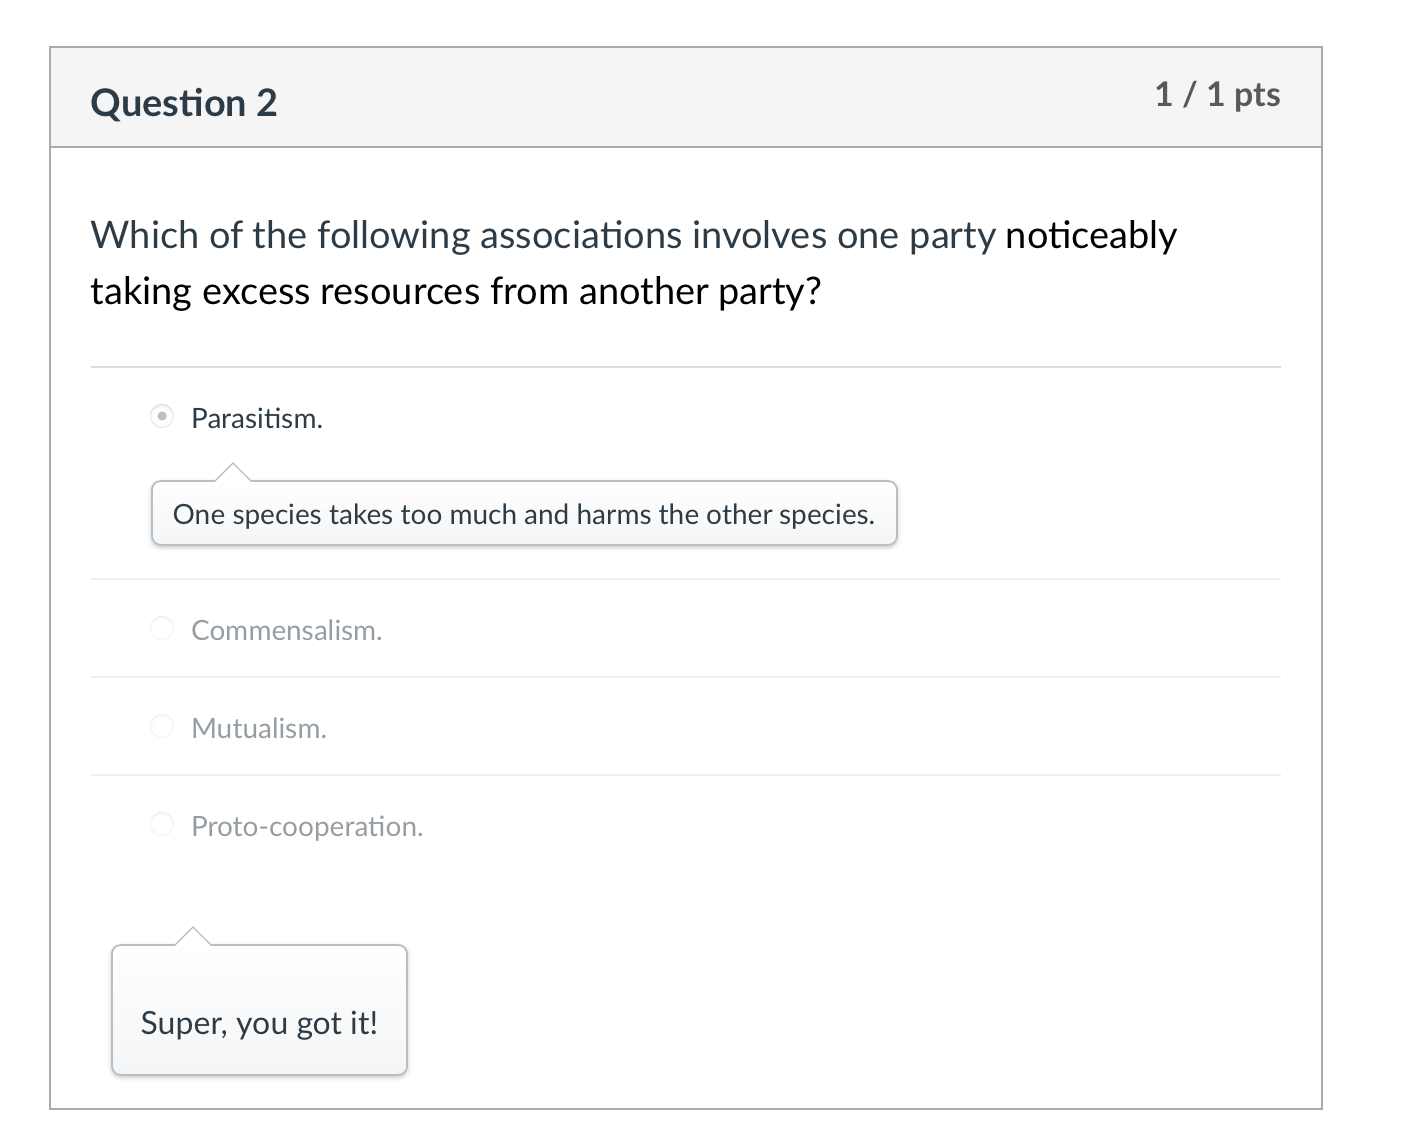 Question 2
1 / 1 pts
Which of the following associations involves one party noticeably
taking excess resources from another party?
Parasitism.
One species takes too much and harms the other species.
Commensalism.
Mutualism.
Proto-cooperation.
Super, you got it!